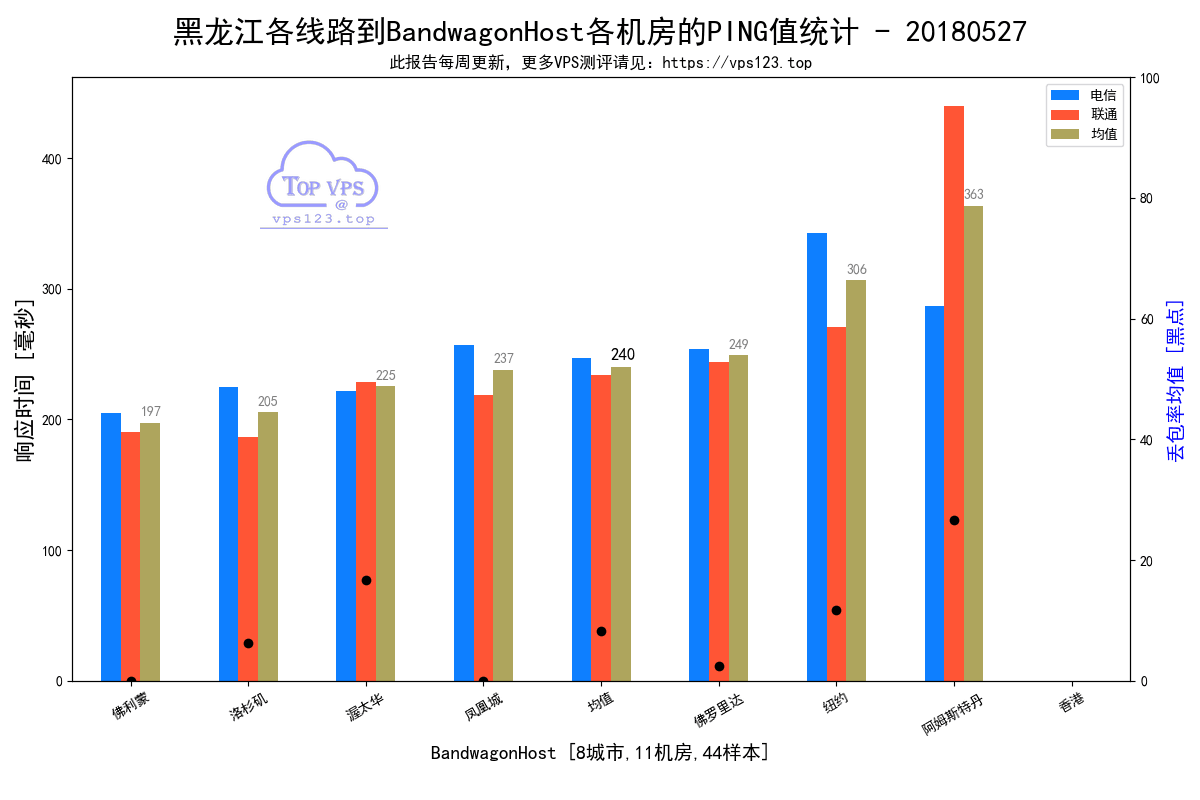 黑龙江各线路到BandwagonHost各机房的PING值统计 - 20180527
此报告每周更新，更多VPS测评请见：https://vps123.top
电信
联通
均值
TOP VPS
@
vps123.top
响应时间 [毫秒]
400
300
200
100
0
197
205
225
237
240
249
306
363
100
80
60
40
20
0
丢包率均值 [黑点]
佛利蒙
洛杉矶
渥太华
凤凰城
均值
佛罗里达
纽约
阿姆斯特丹
香港
BandwagonHost [8城市,11机房,44样本]